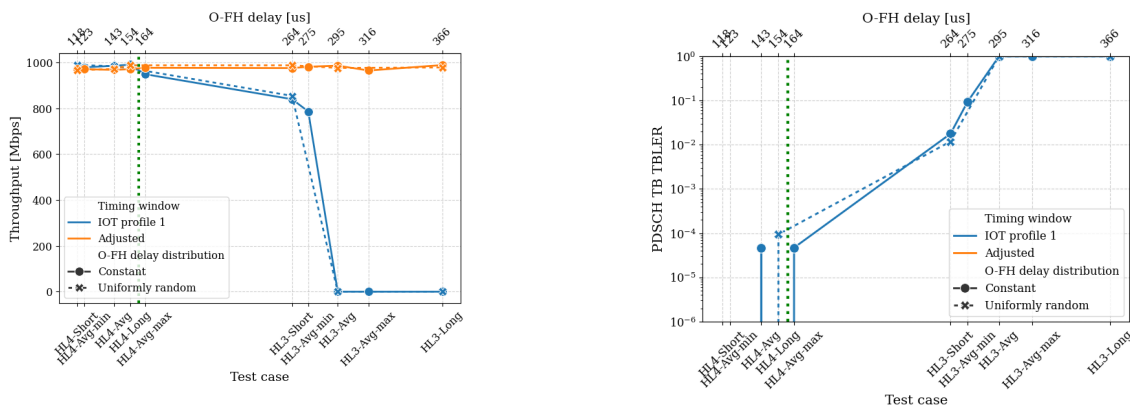 O-FH delay [us]
118 123 143 154 164 264 275 295 316 366
1000
800
600
400
200
0
Throughput [Mbps]
Timing window
IOT profile 1
Adjusted
O-FH delay distribution
Constant
Uniformly random
HL4-Short HL4-Avg-min HL4-Avg HL4-Long HL4-Avg-max HL3-Short HL3-Avg-min HL3-Avg HL3-Avg-max HL3-Long
Test case
O-FH delay [us]
118 123 143 154 164 264 275 295 316 366
10⁰
10⁻¹
10⁻²
10⁻³
10⁻⁴
10⁻⁵
10⁻⁶
PDSCH TB TBLER
Timing window
IOT profile 1
Adjusted
O-FH delay distribution
Constant
Uniformly random
HL4-Short HL4-Avg-min HL4-Avg HL4-Long HL4-Avg-max HL3-Short HL3-Avg-min HL3-Avg HL3-Avg-max HL3-Long
Test case